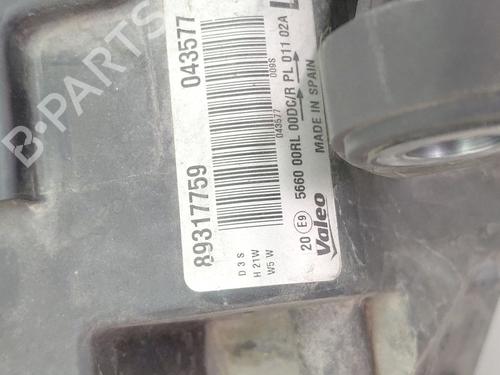 89317759 043577
D3S
H21W
W5W
043577 009S
20 E9 5660 00RL 00DC/R PL 011 02A
Valeo MADE IN SPAIN
L
B-PARTS